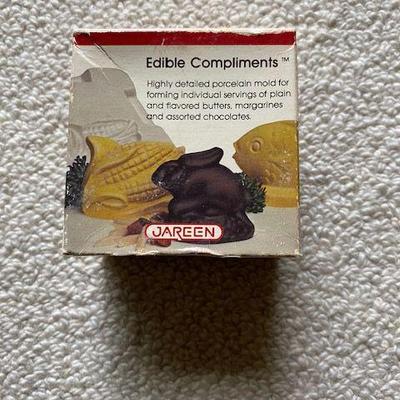 Edible Compliments™
Highly detailed porcelain mold for
forming individual servings of plain
and flavored butters, margarines
and assorted chocolates.
JAREEN